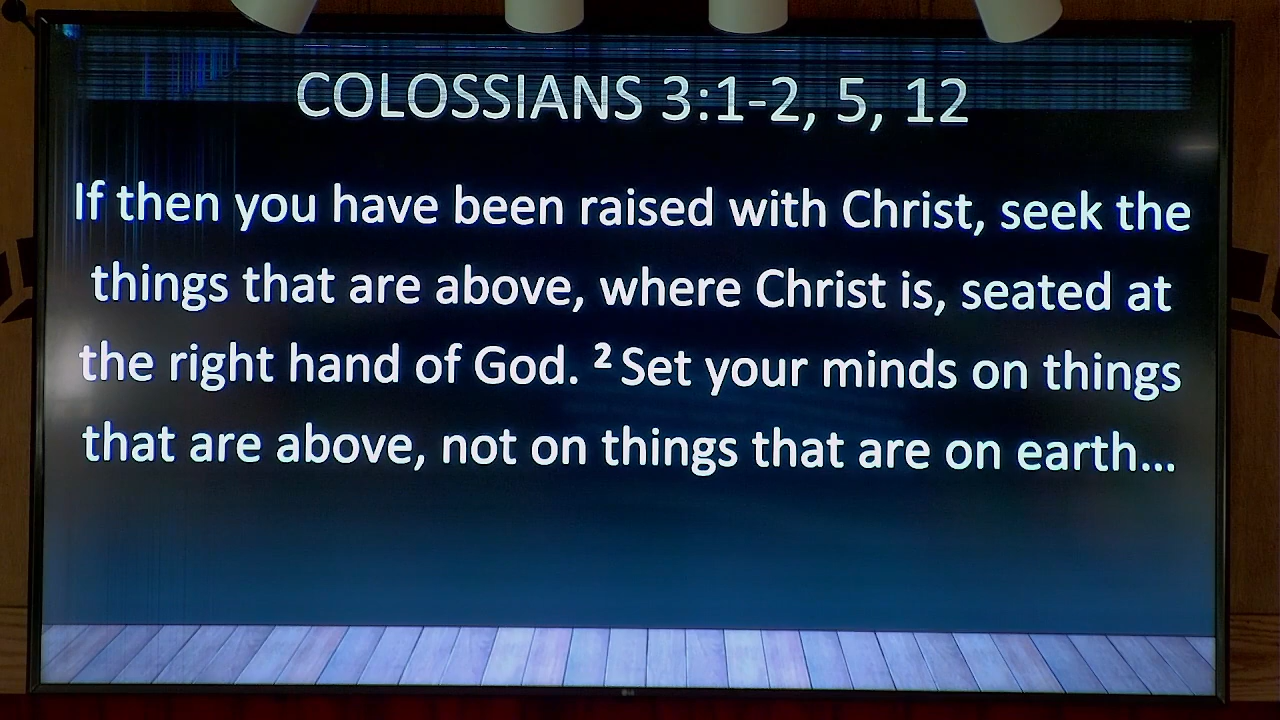 COLOSSIANS 3:1-2, 5, 12
If then you have been raised with Christ, seek the
things that are above, where Christ is, seated at
the right hand of God. ² Set your minds on things
that are above, not on things that are on earth...
LG